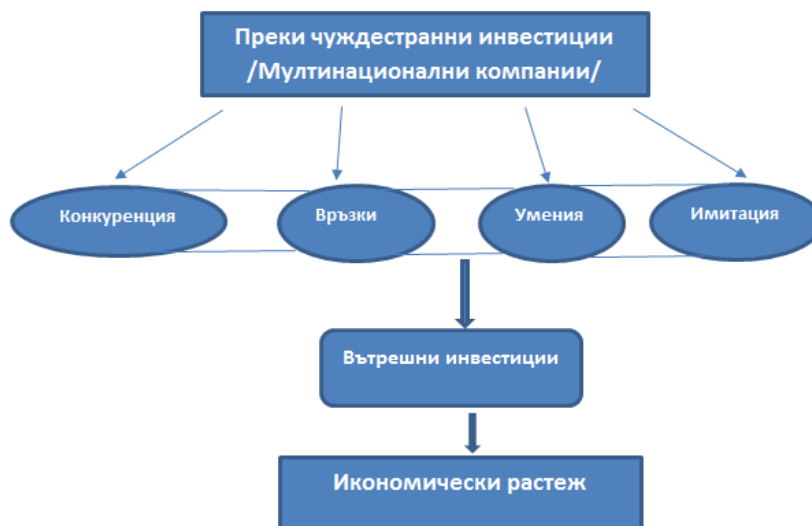 Преки чуждестранни инвестиции
/Мултинационални компании/
Конкуренция
Връзки
Умения
Имитация
Вътрешни инвестиции
Икономически растеж